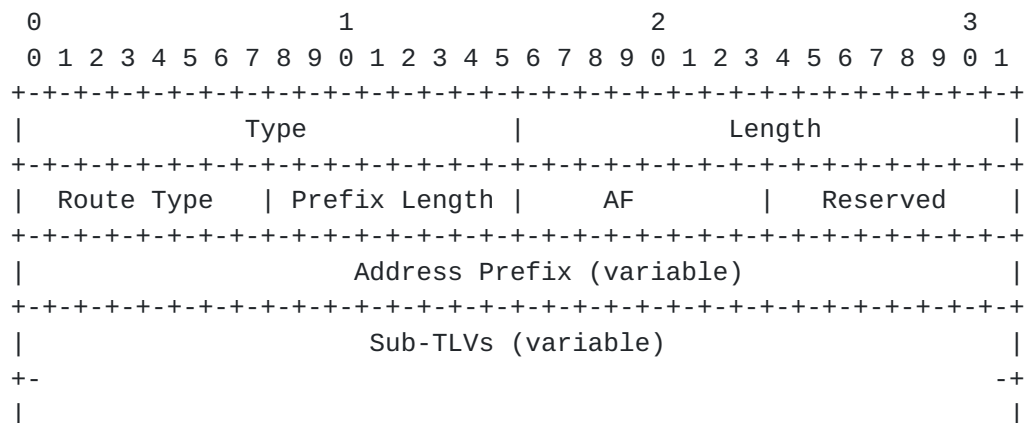 0                   1                   2                   3
 0 1 2 3 4 5 6 7 8 9 0 1 2 3 4 5 6 7 8 9 0 1 2 3 4 5 6 7 8 9 0 1
+-+-+-+-+-+-+-+-+-+-+-+-+-+-+-+-+-+-+-+-+-+-+-+-+-+-+-+-+-+-+-+-+
|              Type             |             Length            |
+-+-+-+-+-+-+-+-+-+-+-+-+-+-+-+-+-+-+-+-+-+-+-+-+-+-+-+-+-+-+-+-+
|  Route Type   | Prefix Length |     AF        |   Reserved    |
+-+-+-+-+-+-+-+-+-+-+-+-+-+-+-+-+-+-+-+-+-+-+-+-+-+-+-+-+-+-+-+-+
|                     Address Prefix (variable)                 |
+-+-+-+-+-+-+-+-+-+-+-+-+-+-+-+-+-+-+-+-+-+-+-+-+-+-+-+-+-+-+-+-+
|                      Sub-TLVs (variable)                      |
+-                                                             -+
|                                                               |